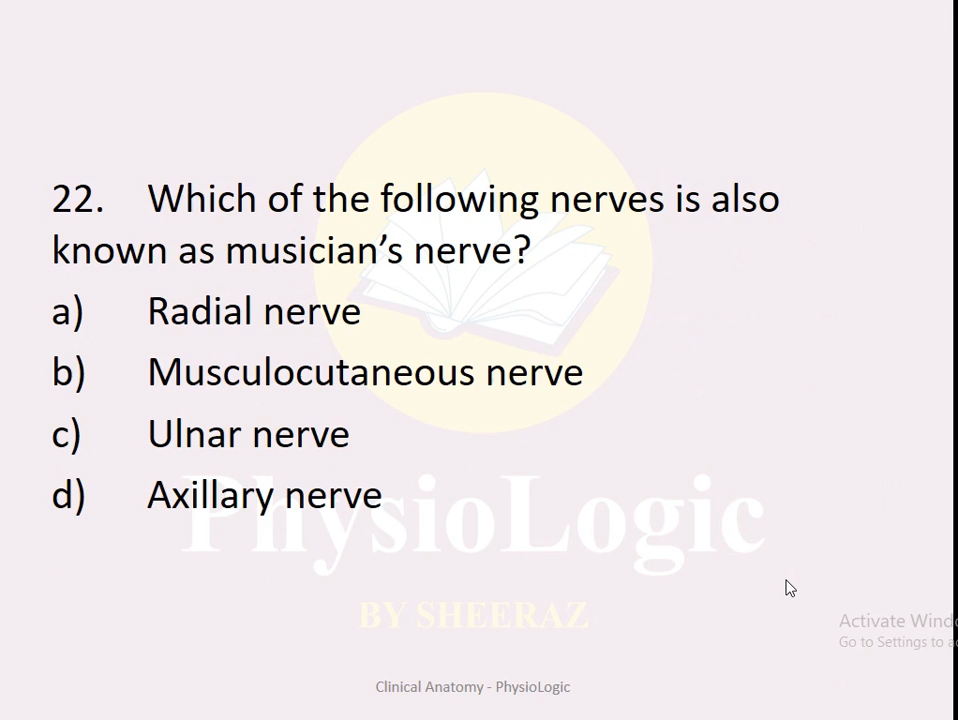 22. Which of the following nerves is also
known as musician’s nerve?
a) Radial nerve
b) Musculocutaneous nerve
c) Ulnar nerve
d) Axillary nerve
PhysioLogic
BY SHEERAZ
Activate Windo
Go to Settings to a
Clinical Anatomy - PhysioLogic